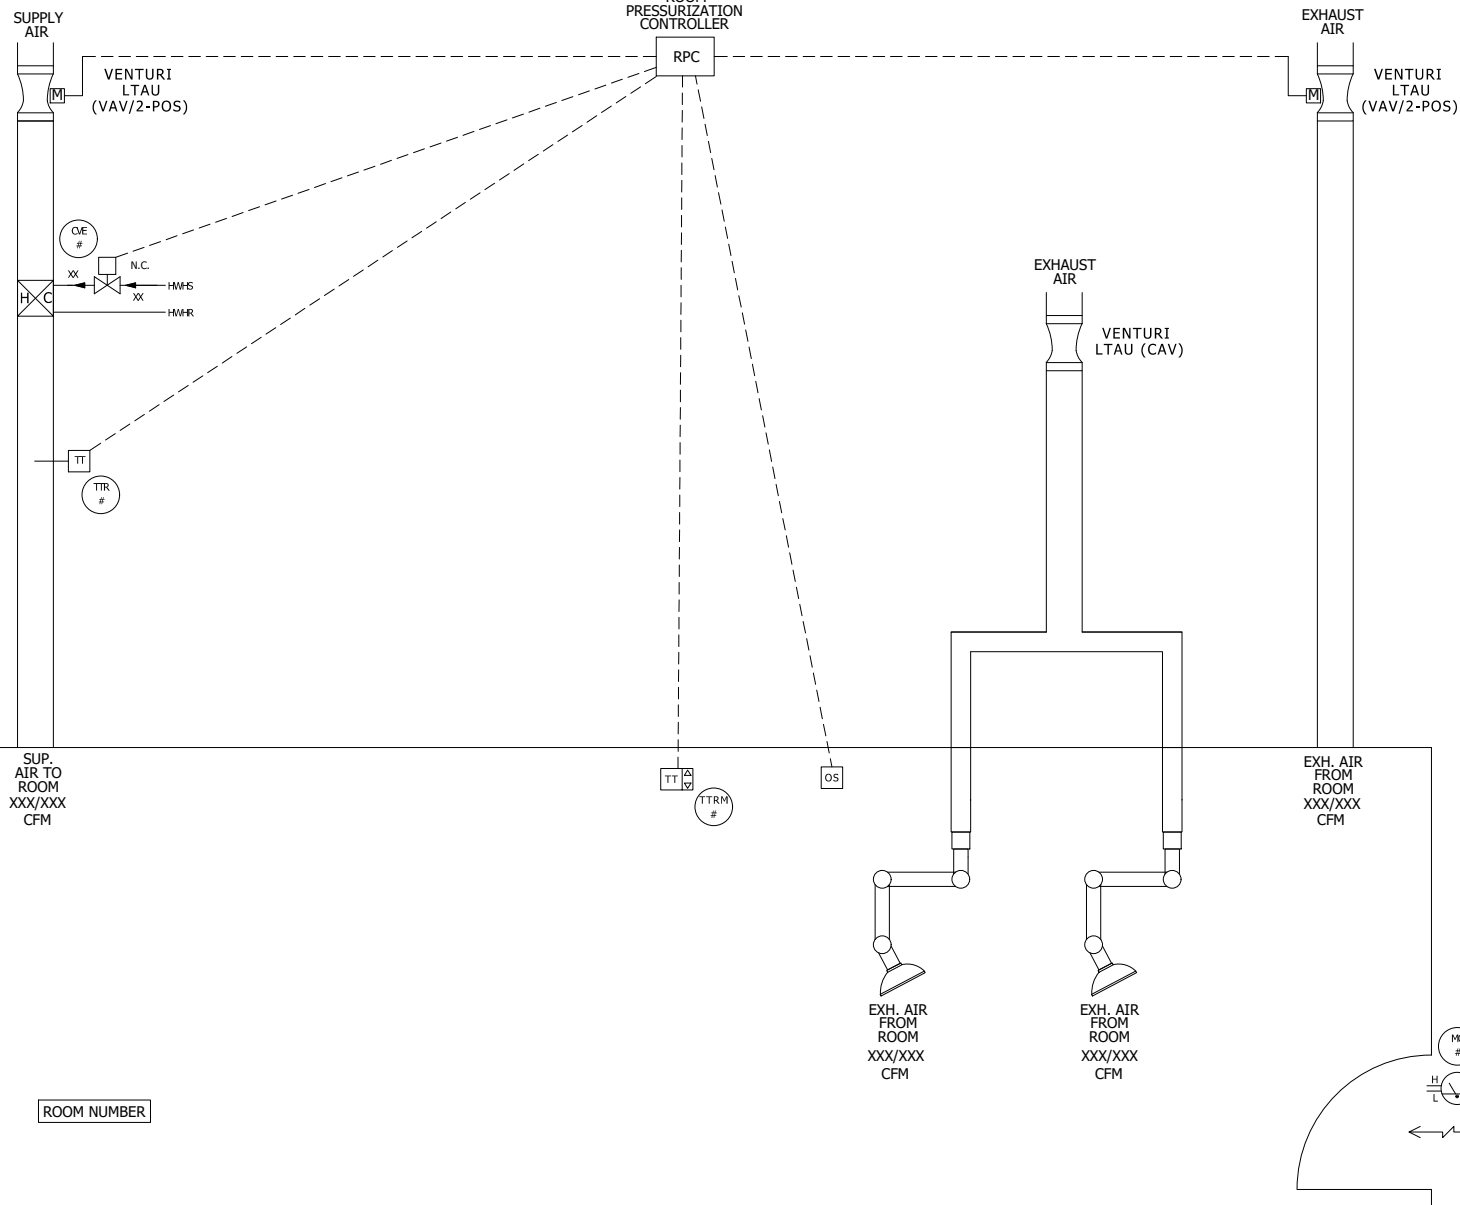 SUPPLY
AIR
PRESSURIZATION
CONTROLLER
RPC
EXHAUST
AIR
M
VENTURI
LTAU
(VAV/2-POS)
M
VENTURI
LTAU
(VAV/2-POS)
CVE
#
N.C.
XX
HWHS
XX
H C
HWHR
EXHAUST
AIR
VENTURI
LTAU (CAV)
TT
TTR
#
SUP.
AIR TO
ROOM
XXX/XXX
CFM
TT
TTRM
#
OS
EXH. AIR
FROM
ROOM
XXX/XXX
CFM
EXH. AIR
FROM
ROOM
XXX/XXX
CFM
EXH. AIR
FROM
ROOM
XXX/XXX
CFM
H
L
ROOM NUMBER